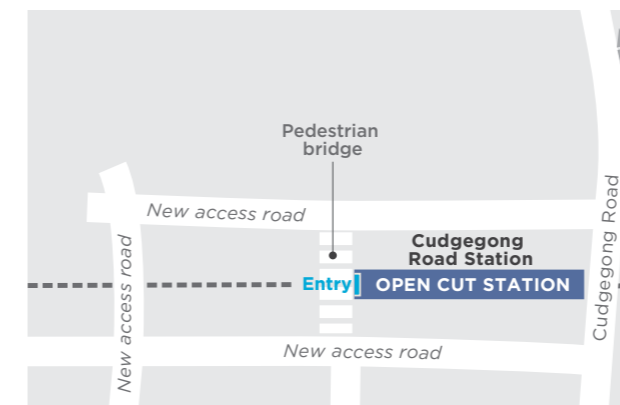 Pedestrian
bridge
New access road
Cudgegong
Road Station
Entry
OPEN CUT STATION
New access road
New access road
Cudgegong Road